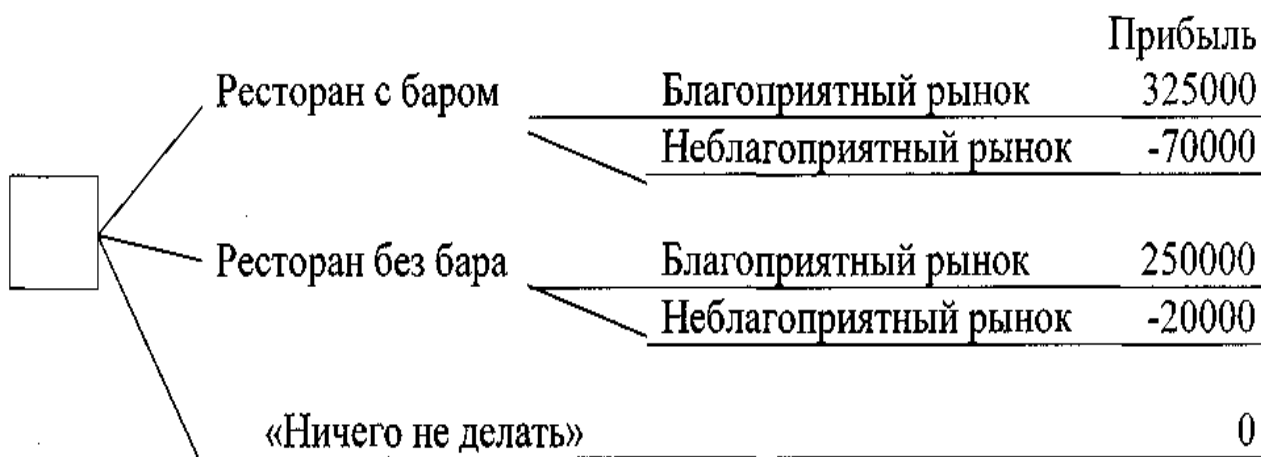 Прибыль
Ресторан с баром Благоприятный рынок 325000
Неблагоприятный рынок -70000
Ресторан без бара Благоприятный рынок 250000
Неблагоприятный рынок -20000
«Ничего не делать» 0